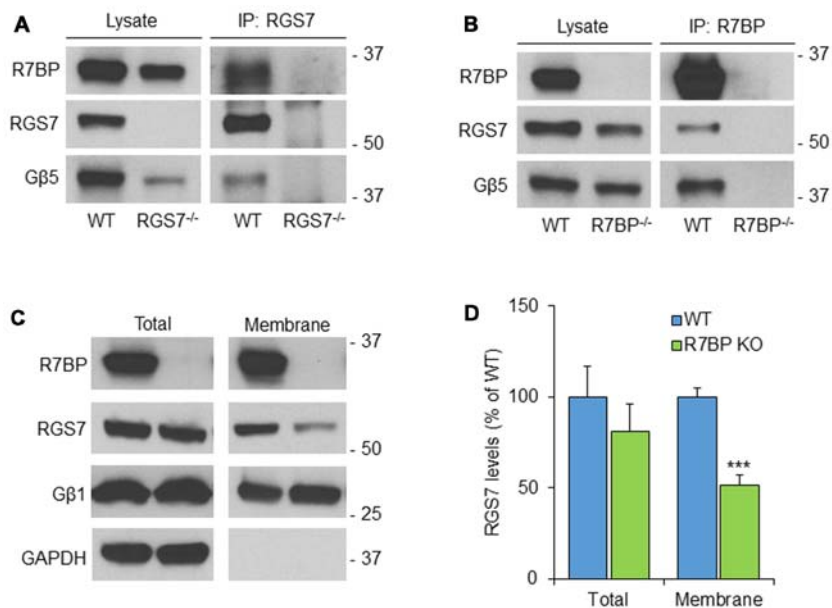 A
Lysate IP: RGS7
R7BP - 37
RGS7
- 50
Gβ5
- 37
WT RGS7-/- WT RGS7-/-
B
Lysate IP: R7BP
- 37
R7BP
RGS7
- 50
Gβ5
- 37
WT R7BP-/- WT R7BP-/-
C
Total Membrane
- 37
R7BP
RGS7
- 50
Gβ1
- 25
GAPDH - 37
D
150
WT
R7BP KO
100
***
50
0
RGS7 levels (% of WT)
Total Membrane